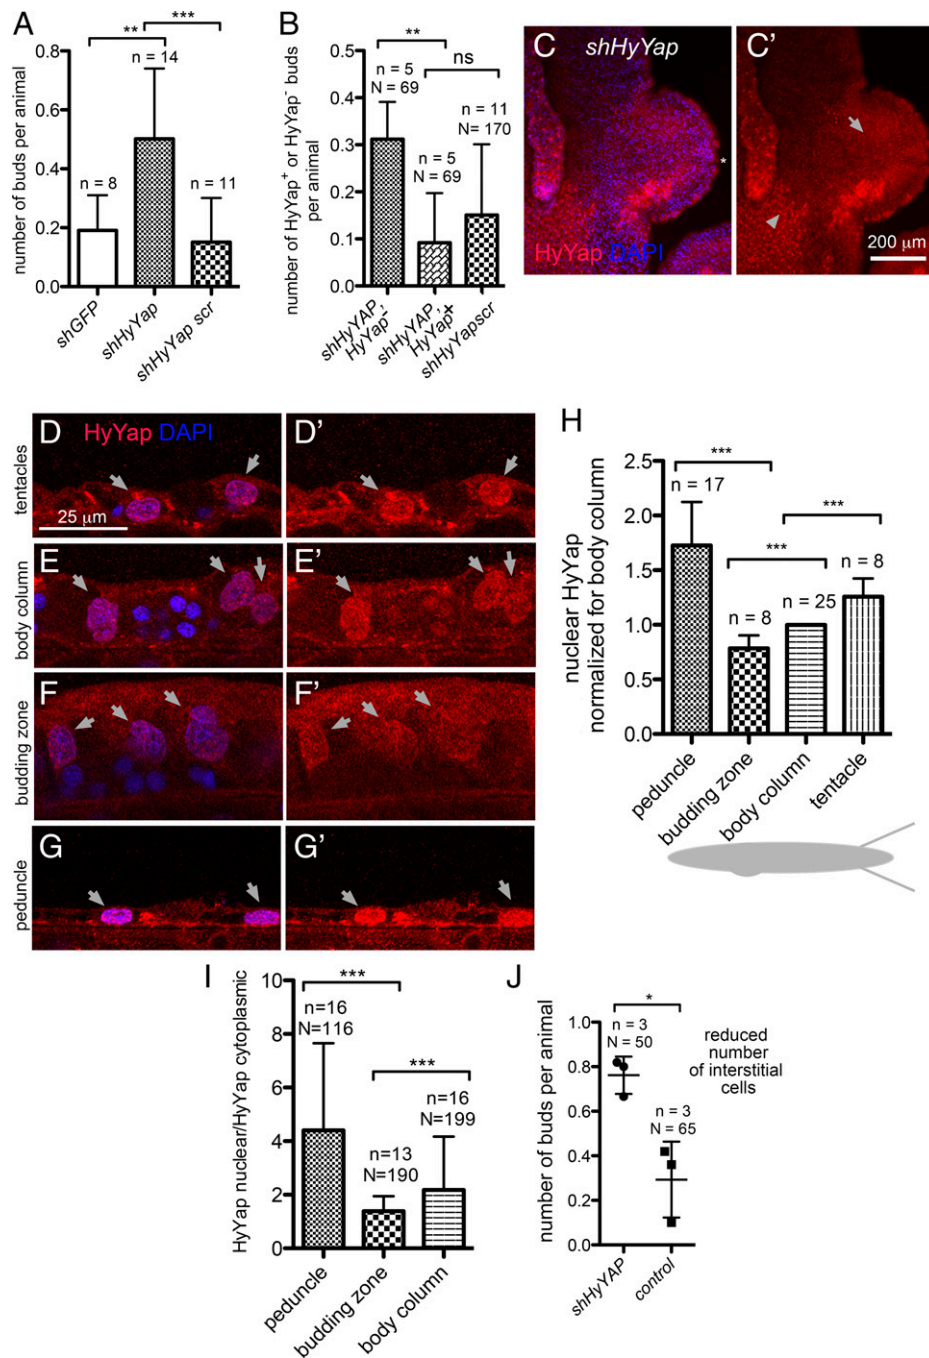 A
number of buds per animal
0.8
0.6
0.4
0.2
0.0
**
***
n = 8
n = 14
n = 11
shGFP
shHyYap
shHyYap scr
B
number of HyYap+ or HyYap- buds
per animal
0.5
0.4
0.3
0.2
0.1
0.0
**
ns
n = 5
N = 69
n = 5
N = 69
n = 11
N= 170
shHyYAP,
HyYap-
shHyYAP,
HyYap+
shHyYapscr
C
shHyYap
*
HyYap DAPI
C'
200 µm
D
HyYap DAPI
25 µm
D'
tentacles
E
E'
body column
F
F'
budding zone
G
G'
peduncle
H
nuclear HyYap
normalized for body column
2.5
2.0
1.5
1.0
0.5
0.0
***
***
***
n = 17
n = 8
n = 25
n = 8
peduncle
budding zone
body column
tentacle
I
HyYap nuclear/HyYap cytoplasmic
10
8
6
4
2
0
***
***
n=16
N=116
n=13
N=190
n=16
N=199
peduncle
budding zone
body column
J
number of buds per animal
1.0
0.8
0.6
0.4
0.2
0.0
*
n = 3
N = 50
n = 3
N = 65
reduced
number
of interstitial
cells
shHyYAP
control